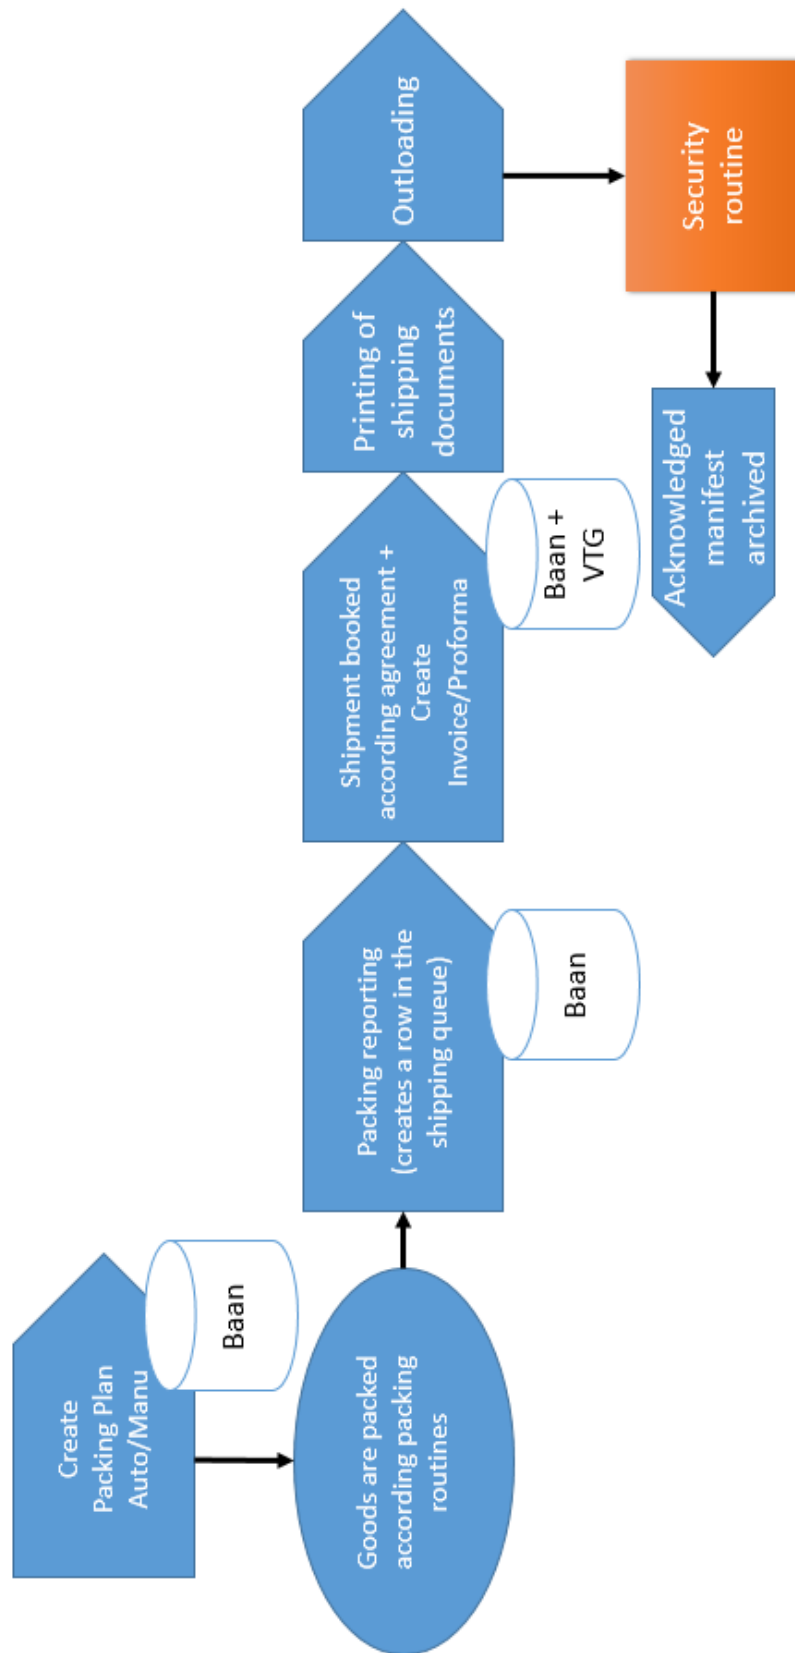 Create
Packing Plan
Auto/Manu
Baan
Goods are packed
according packing
routines
Packing reporting
(creates a row in the
shipping queue)
Baan
Shipment booked
according agreement +
Create
Invoice/Proforma
Baan +
VTG
Printing of
shipping
documents
Outloading
Security
routine
Acknowledged
manifest
archived